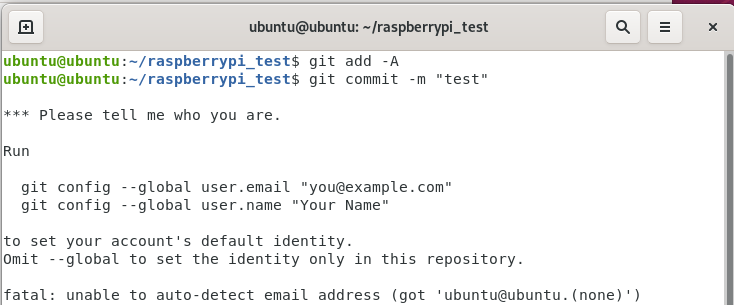 ubuntu@ubuntu: ~/raspberrypi_test
ubuntu@ubuntu:~/raspberrypi_test$ git add -A
ubuntu@ubuntu:~/raspberrypi_test$ git commit -m "test"
*** Please tell me who you are.
Run
git config --global user.email "you@example.com"
git config --global user.name "Your Name"
to set your account's default identity.
Omit --global to set the identity only in this repository.
fatal: unable to auto-detect email address (got 'ubuntu@ubuntu.(none)')